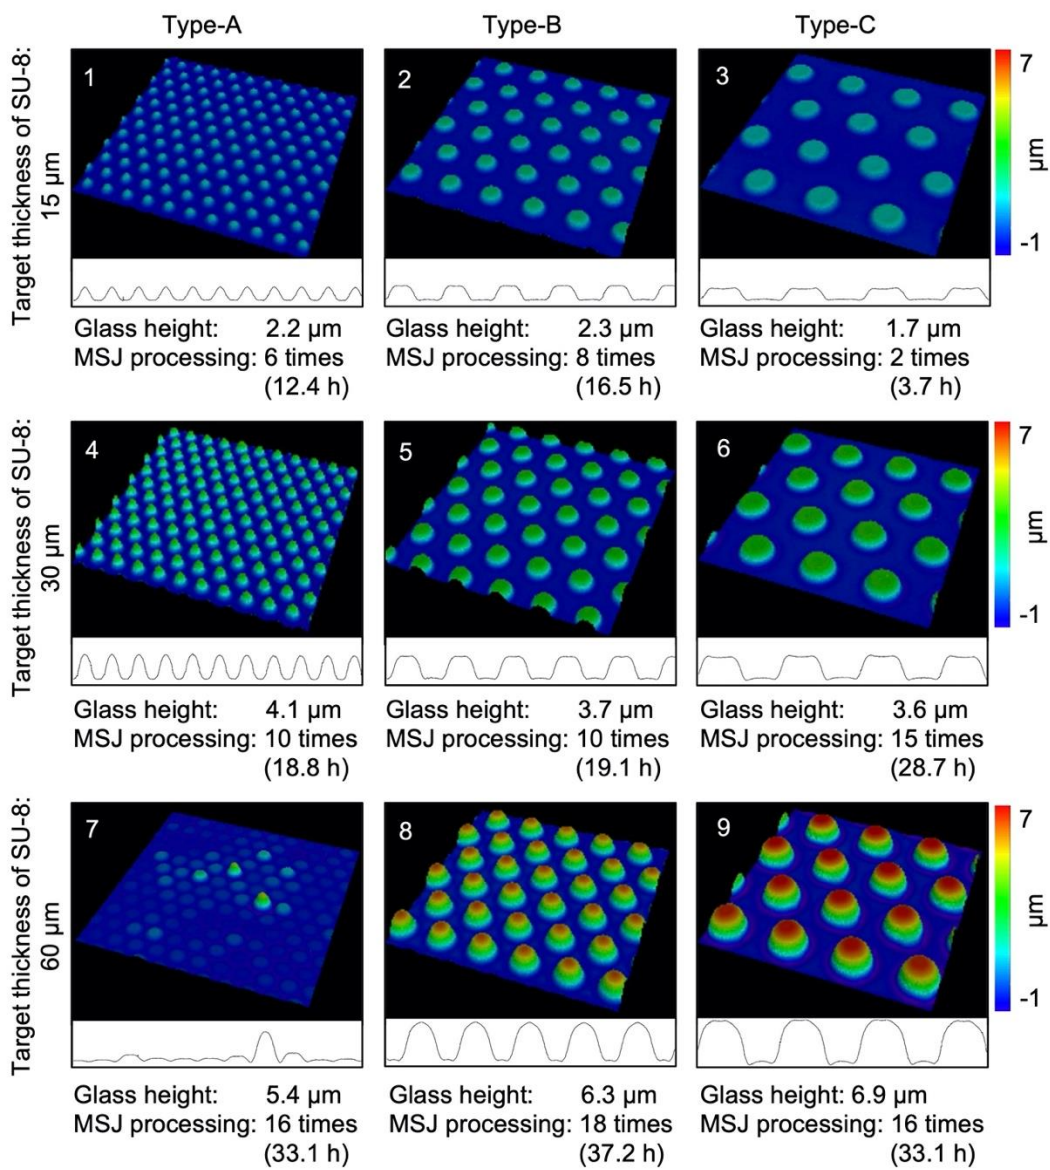 Type-A Type-B Type-C
Target thickness of SU-8:
15 µm
1 2 3
7
µm
-1
Glass height: 2.2 µm
MSJ processing: 6 times
(12.4 h)
Glass height: 2.3 µm
MSJ processing: 8 times
(16.5 h)
Glass height: 1.7 µm
MSJ processing: 2 times
(3.7 h)
Target thickness of SU-8:
30 µm
4 5 6
7
µm
-1
Glass height: 4.1 µm
MSJ processing: 10 times
(18.8 h)
Glass height: 3.7 µm
MSJ processing: 10 times
(19.1 h)
Glass height: 3.6 µm
MSJ processing: 15 times
(28.7 h)
Target thickness of SU-8:
60 µm
7 8 9
7
µm
-1
Glass height: 5.4 µm
MSJ processing: 16 times
(33.1 h)
Glass height: 6.3 µm
MSJ processing: 18 times
(37.2 h)
Glass height: 6.9 µm
MSJ processing: 16 times
(33.1 h)